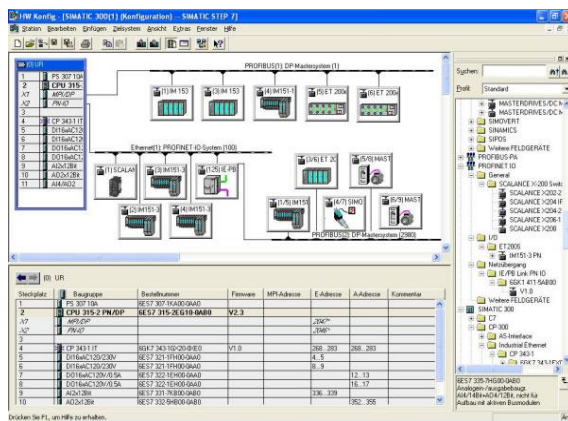 HW Konfig - [SIMATIC 300(1) (Konfiguration) -- SIMATIC STEP 7]
Station Bearbeiten Einfügen Zielsystem Ansicht Extras Fenster Hilfe
(0) UR
1 PS 307 10A
2 CPU 315-
X1 MPI/DP
X2 PN-IO
3
4 CP 343-1 IT
5 DI16xAC12
6 DI16xAC12
7 DO16xAC1
8 DO16xAC1
9 AI2x12Bit
10 AO2x12Bit
11 AI4/AO2
PROFIBUS(1): DP-Mastersystem (1)
(1) IM 153
(3) IM 153
(4) IM151-1
(5) ET 200
(6) ET 200
Ethernet(1): PROFINET-IO-System (100)
(1) SCALAN
(3) IM151-3
(125) IE-PB
(2) IM151-3
(4) IM151-3
(3/6) ET 2
(5/8) MAST
(1/5) IM151
(4/7) SIMO
(6/9) MAST
PROFIBUS(2): DP-Mastersystem (2980)
Suchen:
Profil: Standard
MASTERDRIVES/DC M
MASTERDRIVES/DC M
SIMOVERT
SINAMICS
SIPOS
Weitere FELDGERÄTE
PROFIBUS-PA
PROFINET IO
General
SCALANCE X-200 Switc
SCALANCE X202-2
SCALANCE X204 IF
SCALANCE X204-2
SCALANCE X206-1
SCALANCE X208
I/O
ET200S
IM151-3 PN
Netzübergang
IE/PB Link PN IO
6GK1 411-5AB00
V1.0
Weitere FELDGERÄTE
SIMATIC 300
C7
CP-300
AS-Interface
Industrial Ethernet
CP 343-1
6ES7 335-7HG00-0AB0
Analogein-/ausgabebaugr.
AI4/14Bit+AO4/12Bit, nicht für
Aufbau mit aktiven Busmodulen
(0) UR
Steckplatz Baugruppe Bestellnummer Firmware MPI-Adresse E-Adresse A-Adresse Kommentar
1 PS 307 10A 6ES7 307-1KA00-0AA0
2 CPU 315-2 PN/DP 6ES7 315-2EG10-0AB0 V2.3
X1 MPI/DP 2047*
X2 PN-IO 2046*
3
4 CP 343-1 IT 6GK7 343-1GX20-0XE0 V1.0 268...283 268...283
5 DI16xAC120/230V 6ES7 321-1FH00-0AA0 4...5
6 DI16xAC120/230V 6ES7 321-1FH00-0AA0 8...9
7 DO16xAC120V/0.5A 6ES7 322-1EH00-0AA0 12...13
8 DO16xAC120V/0.5A 6ES7 322-1EH00-0AA0 16...17
9 AI2x12Bit 6ES7 331-7KB00-0AB0 336...339
10 AO2x12Bit 6ES7 332-5HB00-0AB0 352...355
Drücken Sie F1, um Hilfe zu erhalten.